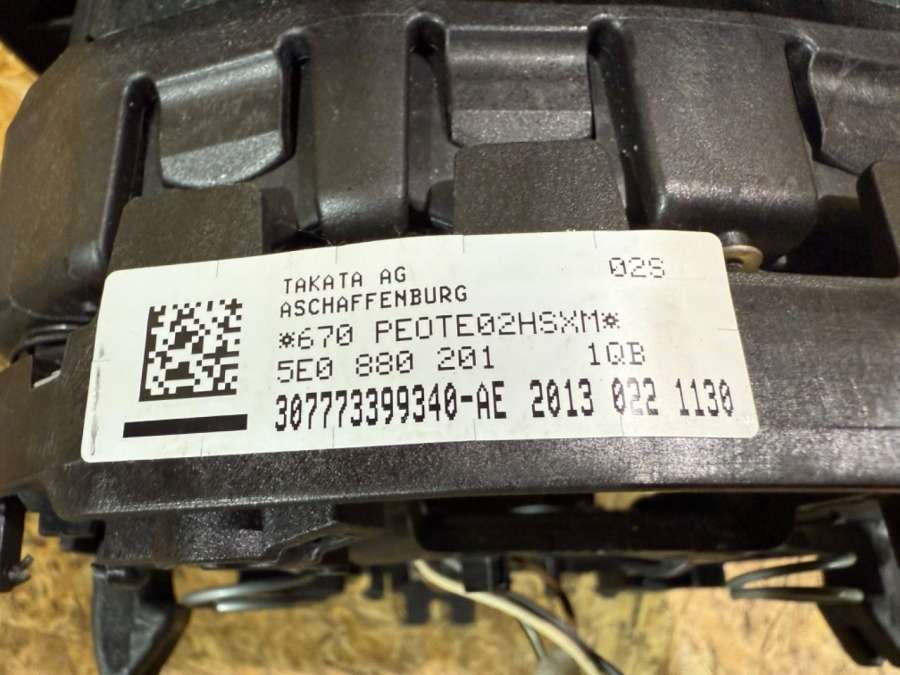 TAKATA AG 02S
ASCHAFFENBURG
*670 PEOTE02HSXM*
5E0 880 201 1QB
307773399340-AE 2013 022 1130